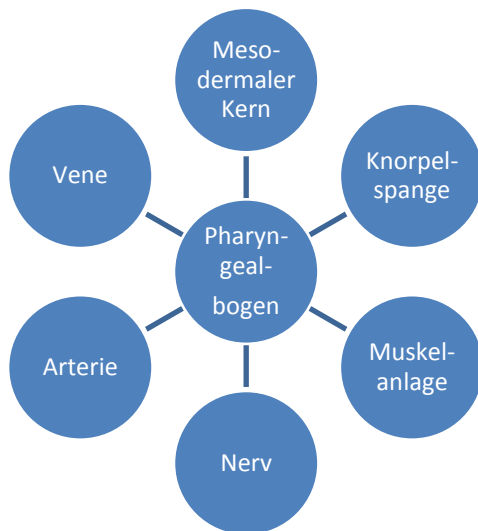 Meso-
dermaler
Kern
Knorpel-
spange
Vene
Pharyn-
geal-
bogen
Arterie
Muskel-
anlage
Nerv